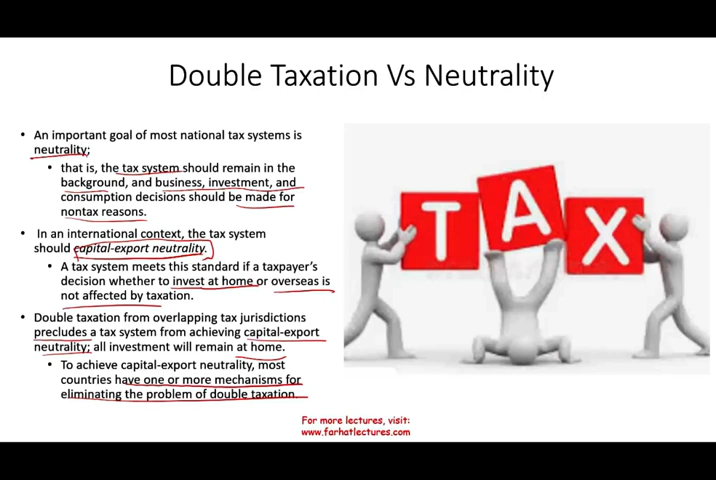 Double Taxation Vs Neutrality
• An important goal of most national tax systems is
neutrality;
• that is, the tax system should remain in the
background, and business, investment, and
consumption decisions should be made for
nontax reasons.
• In an international context, the tax system
should capital-export neutrality.
• A tax system meets this standard if a taxpayer's
decision whether to invest at home or overseas is
not affected by taxation.
• Double taxation from overlapping tax jurisdictions
precludes a tax system from achieving capital-export
neutrality; all investment will remain at home.
• To achieve capital-export neutrality, most
countries have one or more mechanisms for
eliminating the problem of double taxation.
TAX
For more lectures, visit:
www.farhatlectures.com